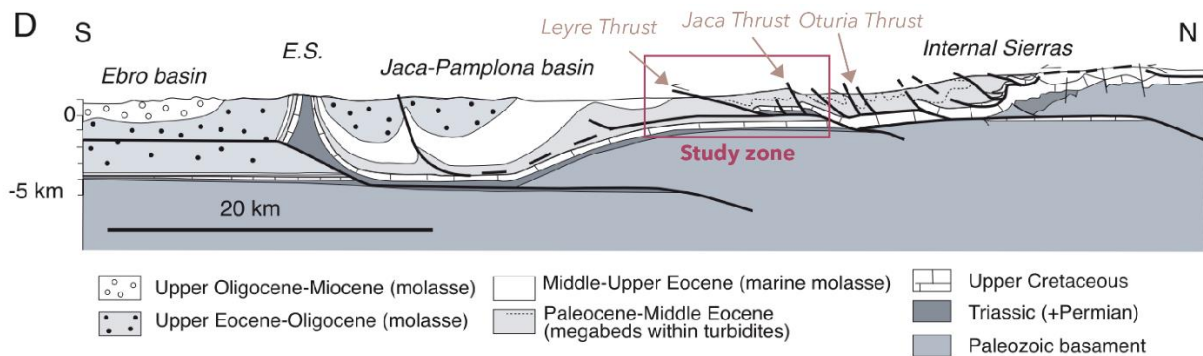 D
S
N
Leyre Thrust
Jaca Thrust
Oturia Thrust
E.S.
Internal Sierras
Ebro basin
Jaca-Pamplona basin
0
Study zone
-5 km
20 km
Upper Oligocene-Miocene (molasse)
Upper Eocene-Oligocene (molasse)
Middle-Upper Eocene (marine molasse)
Paleocene-Middle Eocene
(megabeds within turbidites)
Upper Cretaceous
Triassic (+Permian)
Paleozoic basement